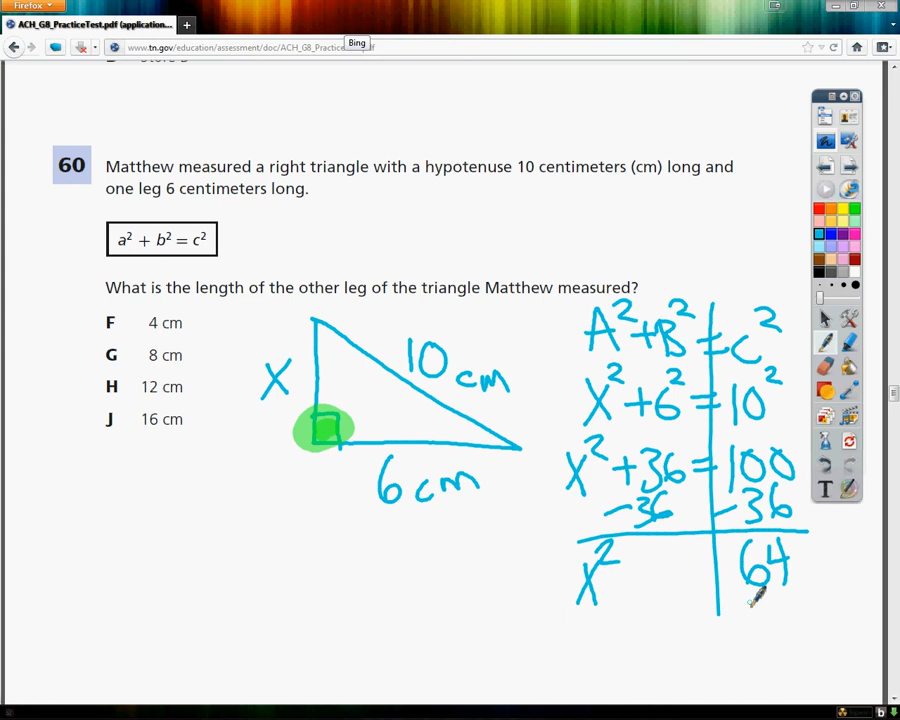 Firefox
ACH_G8_PracticeTest.pdf (application...
www.tn.gov/education/assessment/doc/ACH_G8_Practice
Bing
60 Matthew measured a right triangle with a hypotenuse 10 centimeters (cm) long and
one leg 6 centimeters long.
a² + b² = c²
What is the length of the other leg of the triangle Matthew measured?
F 4 cm
G 8 cm
H 12 cm
J 16 cm
X
10 cm
6 cm
A² + B² = C²
X² + 6² = 10²
X² + 36 = 100
-36 -36
X² 64
T